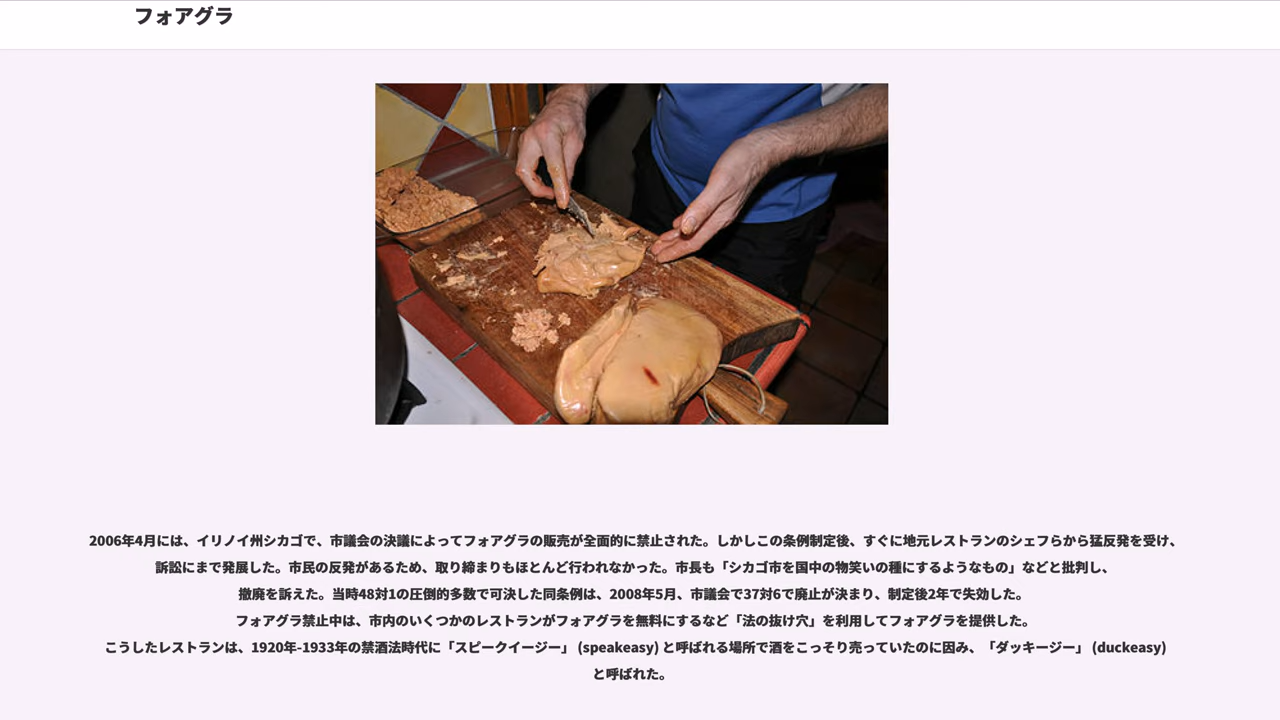 フォアグラ
2006年4月には、イリノイ州シカゴで、市議会の決議によってフォアグラの販売が全面的に禁止された。しかしこの条例制定後、すぐに地元レストランのシェフらから猛反発を受け、
訴訟にまで発展した。市民の反発があるため、取り締まりもほとんど行われなかった。市長も「シカゴ市を国中の物笑いの種にするようなもの」などと批判し、
撤廃を訴えた。当時48対1の圧倒的多数で可決した同条例は、2008年5月、市議会で37対6で廃止が決まり、制定後2年で失効した。
フォアグラ禁止中は、市内のいくつかのレストランがフォアグラを無料にするなど「法の抜け穴」を利用してフォアグラを提供した。
こうしたレストランは、1920年-1933年の禁酒法時代に「スピークイージー」 (speakeasy) と呼ばれる場所で酒をこっそり売っていたのに因み、「ダッキージー」 (duckeasy)
と呼ばれた。